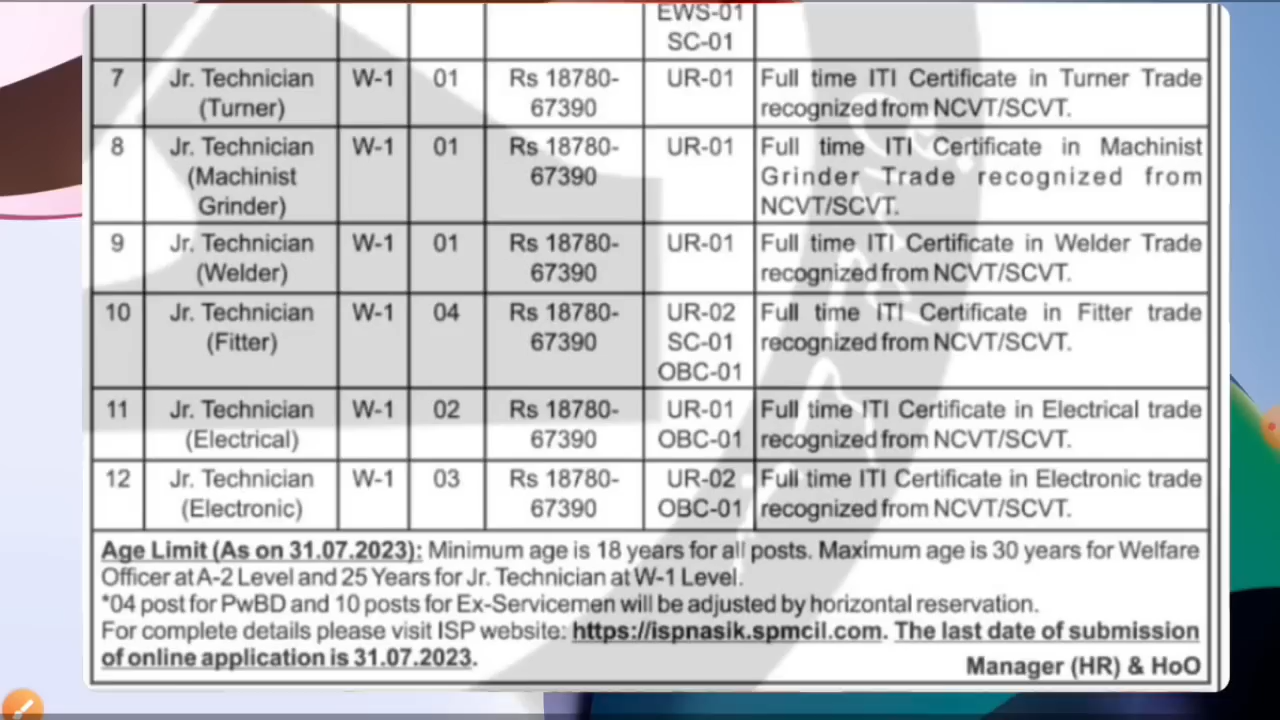 EWS-01
SC-01
7 Jr. Technician W-1 01 Rs 18780- UR-01 Full time ITI Certificate in Turner Trade
(Turner) 67390 recognized from NCVT/SCVT.
8 Jr. Technician W-1 01 Rs 18780- UR-01 Full time ITI Certificate in Machinist
(Machinist 67390 Grinder Trade recognized from
Grinder) NCVT/SCVT.
9 Jr. Technician W-1 01 Rs 18780- UR-01 Full time ITI Certificate in Welder Trade
(Welder) 67390 recognized from NCVT/SCVT.
10 Jr. Technician W-1 04 Rs 18780- UR-02 Full time ITI Certificate in Fitter trade
(Fitter) 67390 SC-01 recognized from NCVT/SCVT.
OBC-01
11 Jr. Technician W-1 02 Rs 18780- UR-01 Full time ITI Certificate in Electrical trade
(Electrical) 67390 OBC-01 recognized from NCVT/SCVT.
12 Jr. Technician W-1 03 Rs 18780- UR-02 Full time ITI Certificate in Electronic trade
(Electronic) 67390 OBC-01 recognized from NCVT/SCVT.
Age Limit (As on 31.07.2023): Minimum age is 18 years for all posts. Maximum age is 30 years for Welfare
Officer at A-2 Level and 25 Years for Jr. Technician at W-1 Level.
*04 post for PwBD and 10 posts for Ex-Servicemen will be adjusted by horizontal reservation.
For complete details please visit ISP website: https://ispnasik.spmcil.com. The last date of submission
of online application is 31.07.2023.
Manager (HR) & HoO